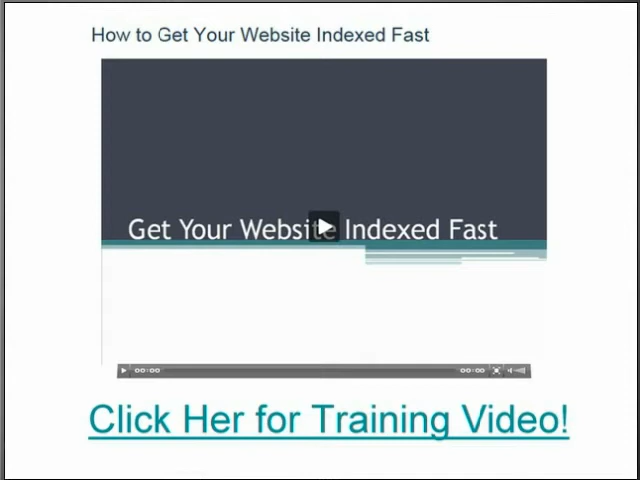 How to Get Your Website Indexed Fast
Get Your Website Indexed Fast
00:00 00:00
Click Her for Training Video!